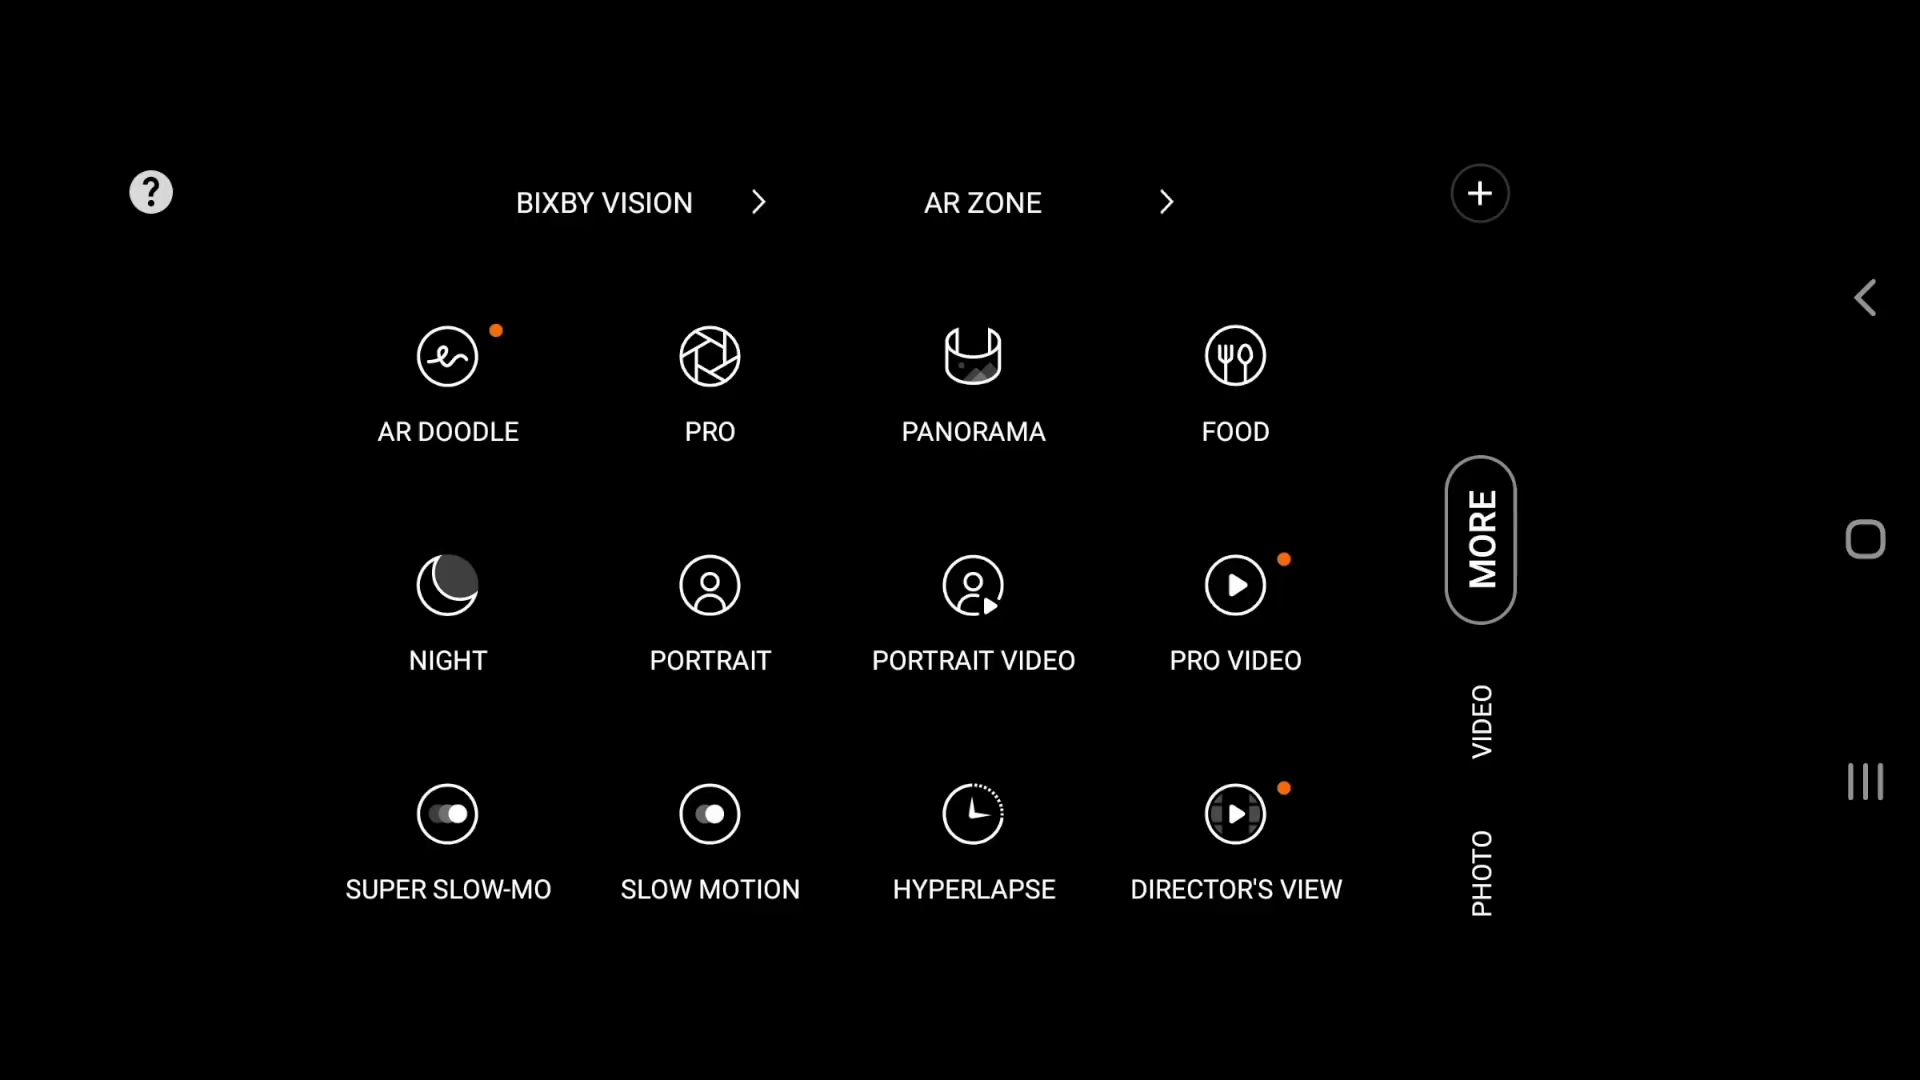 ?
BIXBY VISION
AR ZONE
AR DOODLE
PRO
PANORAMA
FOOD
NIGHT
PORTRAIT
PORTRAIT VIDEO
PRO VIDEO
SUPER SLOW-MO
SLOW MOTION
HYPERLAPSE
DIRECTOR'S VIEW
MORE
VIDEO
PHOTO